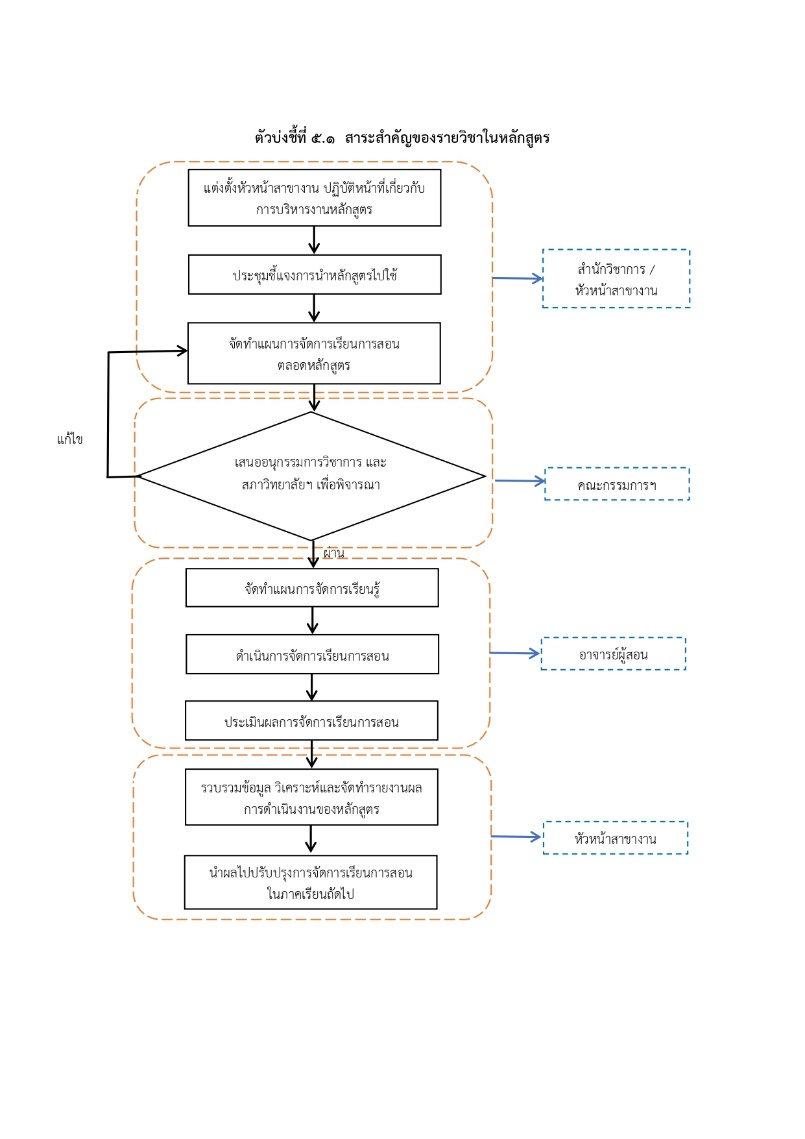 ตัวบ่งชี้ที่ ๕.๑ สาระสำคัญของรายวิชาในหลักสูตร
แต่งตั้งหัวหน้าสาขางาน ปฏิบัติหน้าที่เกี่ยวกับ
การบริหารงานหลักสูตร
ประชุมชี้แจงการนำหลักสูตรไปใช้
สำนักวิชาการ /
หัวหน้าสาขางาน
จัดทำแผนการจัดการเรียนการสอน
ตลอดหลักสูตร
แก้ไข
เสนออนุกรรมการวิชาการ และ
สภาวิทยาลัยฯ เพื่อพิจารณา
คณะกรรมการฯ
ผ่าน
จัดทำแผนการจัดการเรียนรู้
ดำเนินการจัดการเรียนการสอน
อาจารย์ผู้สอน
ประเมินผลการจัดการเรียนการสอน
รวบรวมข้อมูล วิเคราะห์และจัดทำรายงานผล
การดำเนินงานของหลักสูตร
หัวหน้าสาขางาน
นำผลไปปรับปรุงการจัดการเรียนการสอน
ในภาคเรียนถัดไป